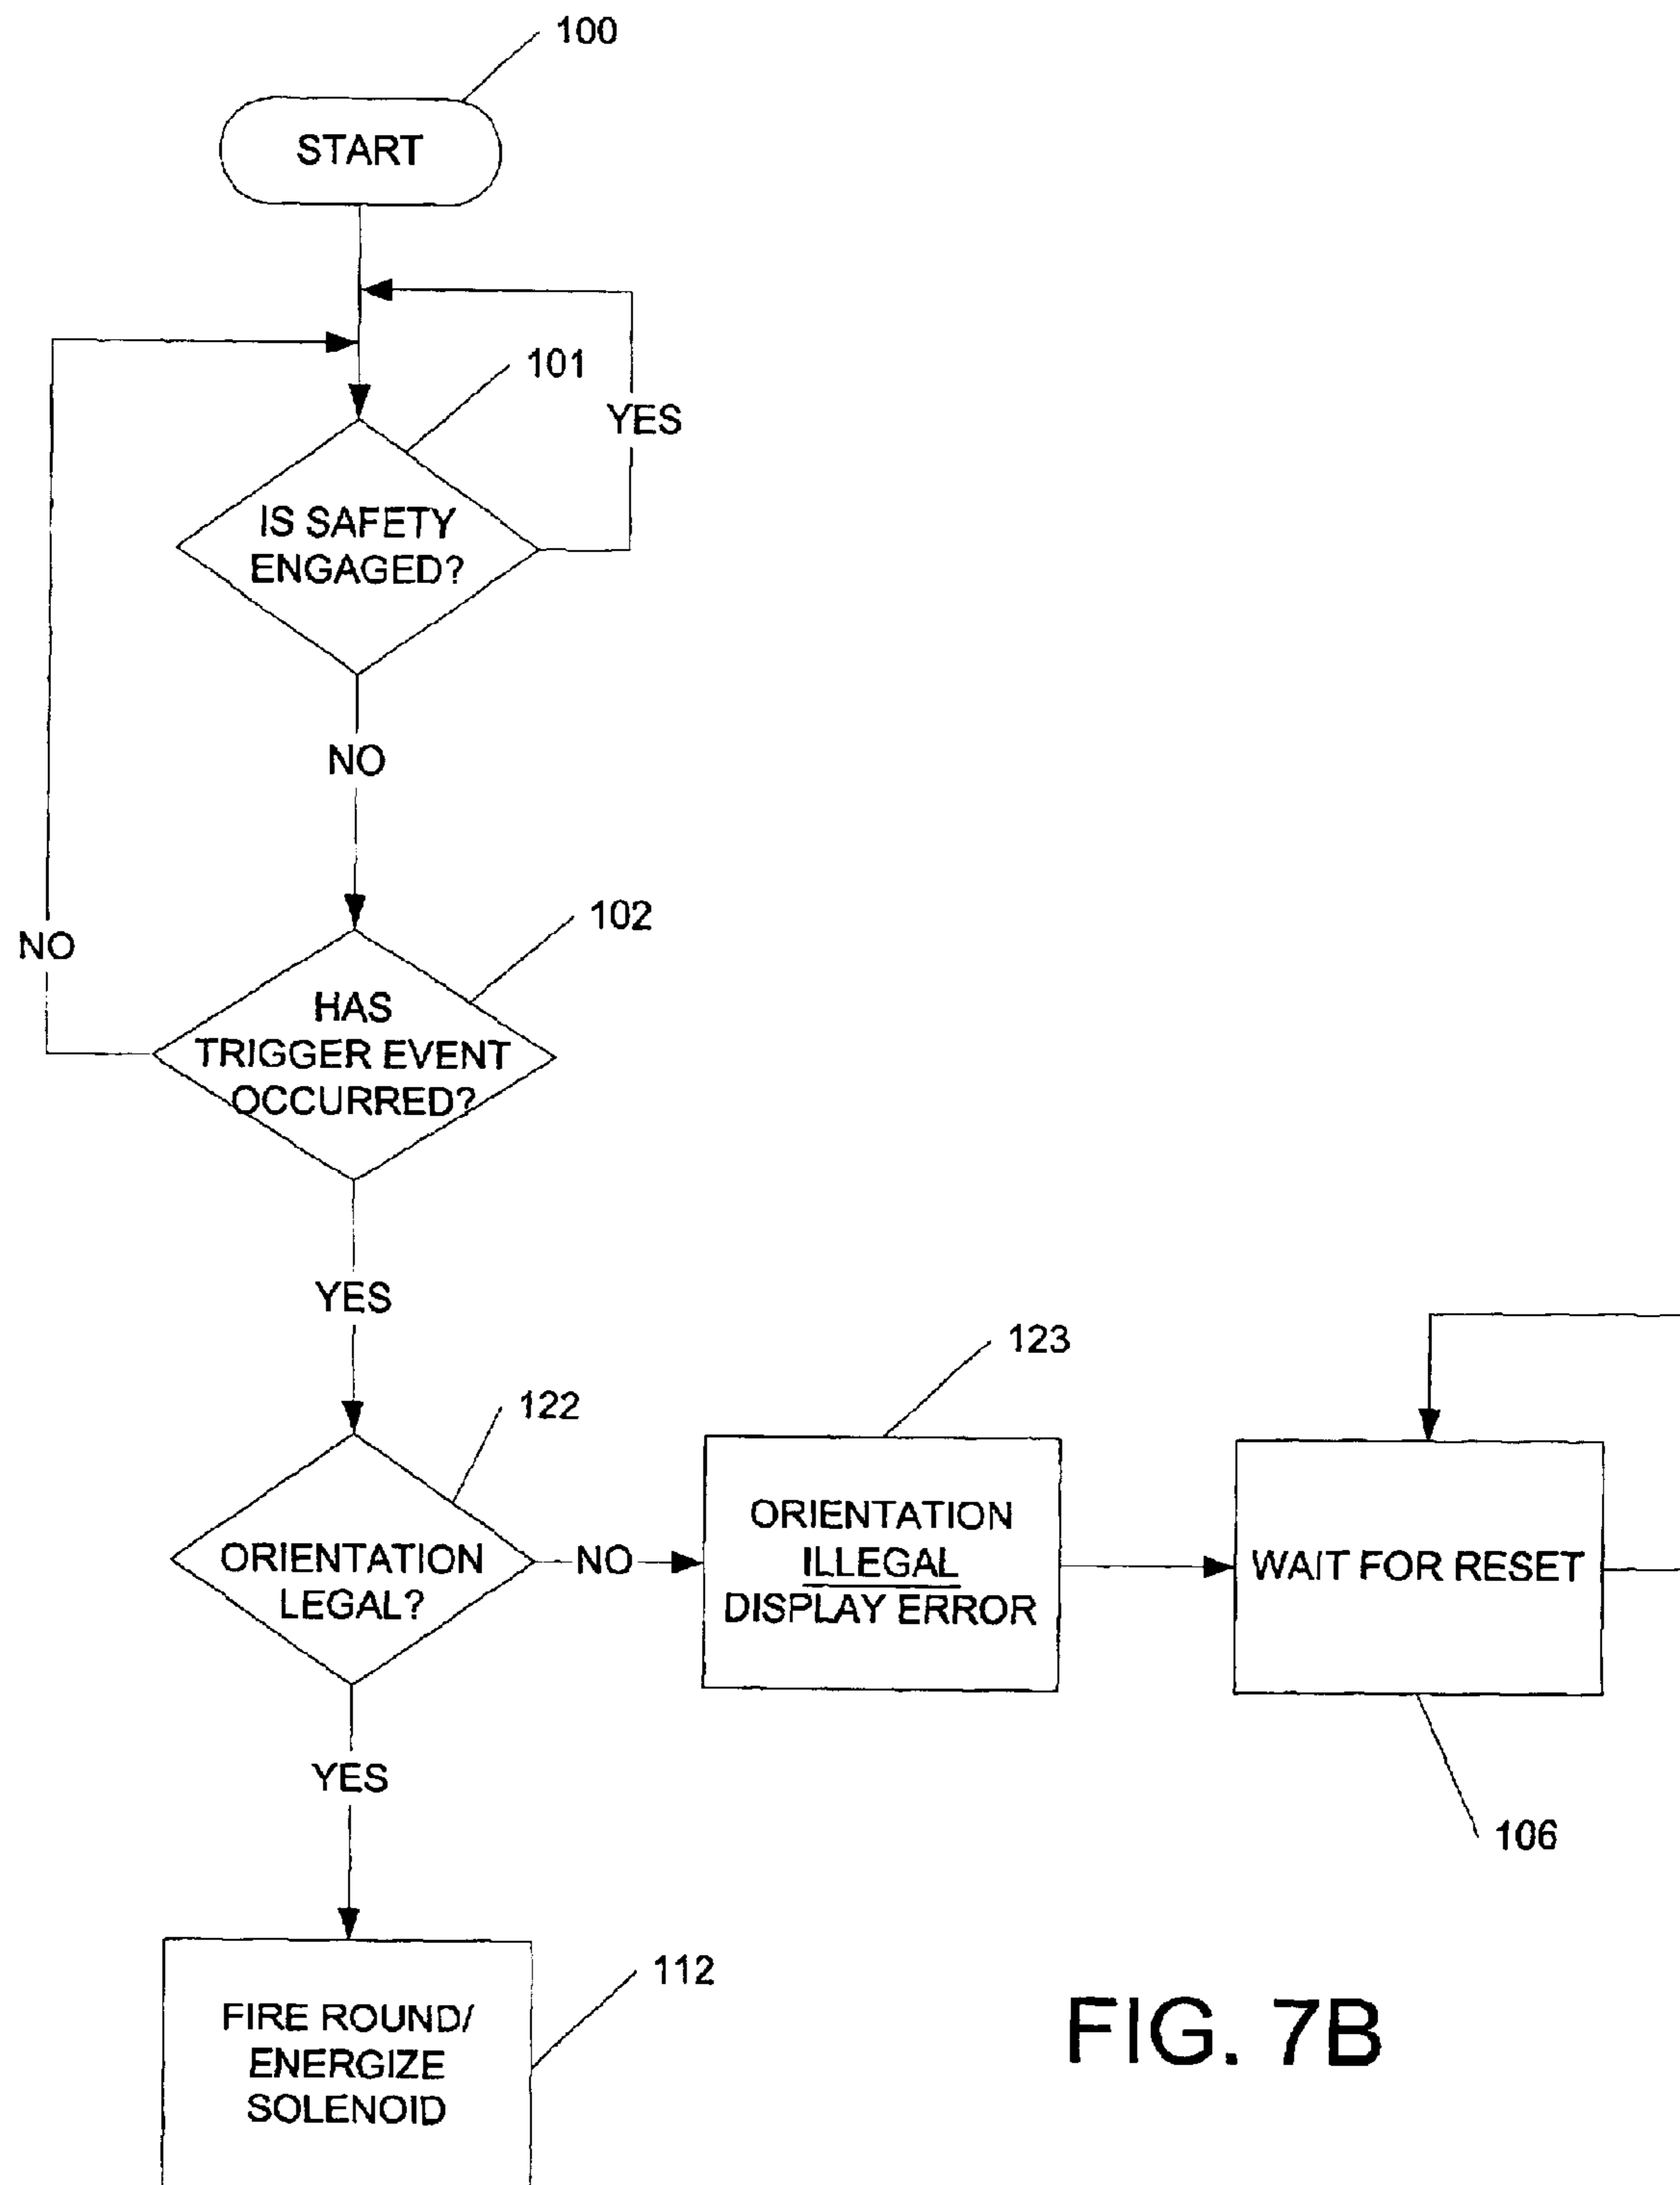 100
START
101
YES
IS SAFETY
ENGAGED?
NO
102
NO
HAS
TRIGGER EVENT
OCCURRED?
YES
123
122
ORIENTATION
LEGAL?
NO
ORIENTATION
ILLEGAL
DISPLAY ERROR
WAIT FOR RESET
YES
106
112
FIRE ROUND/
ENERGIZE
SOLENOID
FIG. 7B